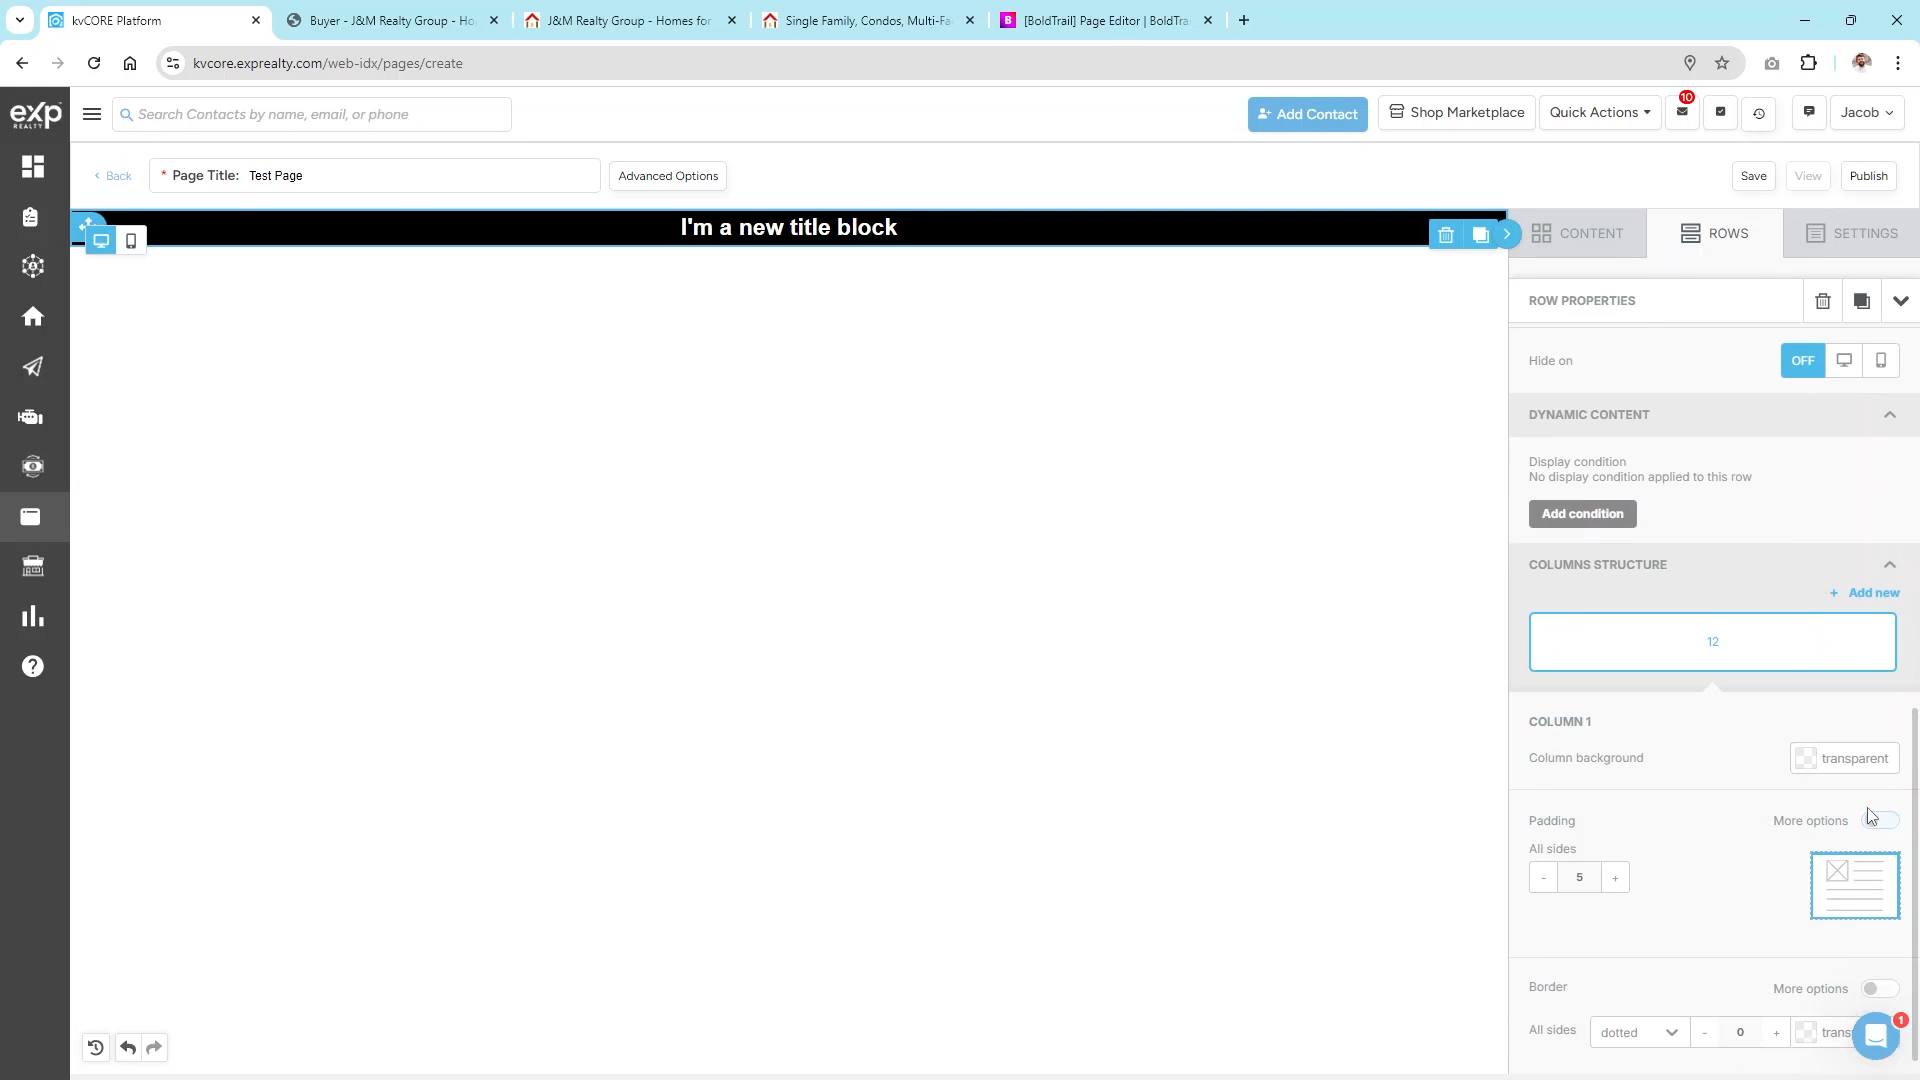 kvCORE Platform
Buyer - J&M Realty Group - Ho
J&M Realty Group - Homes for
Single Family, Condos, Multi-Fa
[BoldTrail] Page Editor | BoldTra
kvcore.exprealty.com/web-idx/pages/create
eXp
REALTY
Search Contacts by name, email, or phone
Add Contact
Shop Marketplace
Quick Actions
10
Jacob
Back
* Page Title: Test Page
Advanced Options
Save
View
Publish
I'm a new title block
CONTENT
ROWS
SETTINGS
ROW PROPERTIES
Hide on
OFF
DYNAMIC CONTENT
Display condition
No display condition applied to this row
Add condition
COLUMNS STRUCTURE
+ Add new
12
COLUMN 1
Column background
transparent
Padding
More options
All sides
- 5 +
Border
More options
All sides
dotted
- 0 +
trans
1